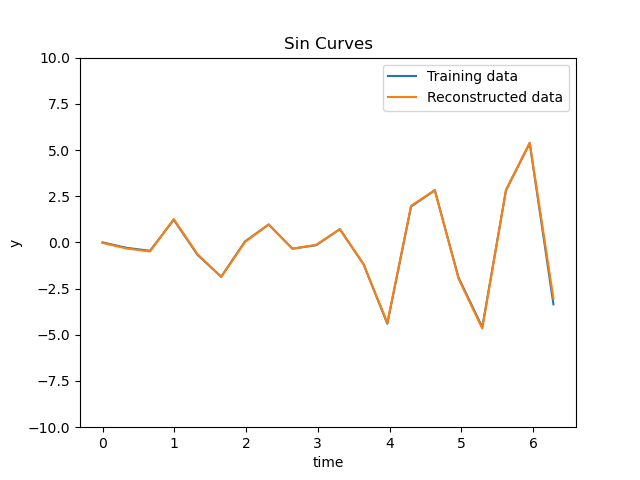 Sin Curves
Training data
Reconstructed data
10.0
7.5
5.0
2.5
0.0
−2.5
−5.0
−7.5
−10.0
y
0 1 2 3 4 5 6
time